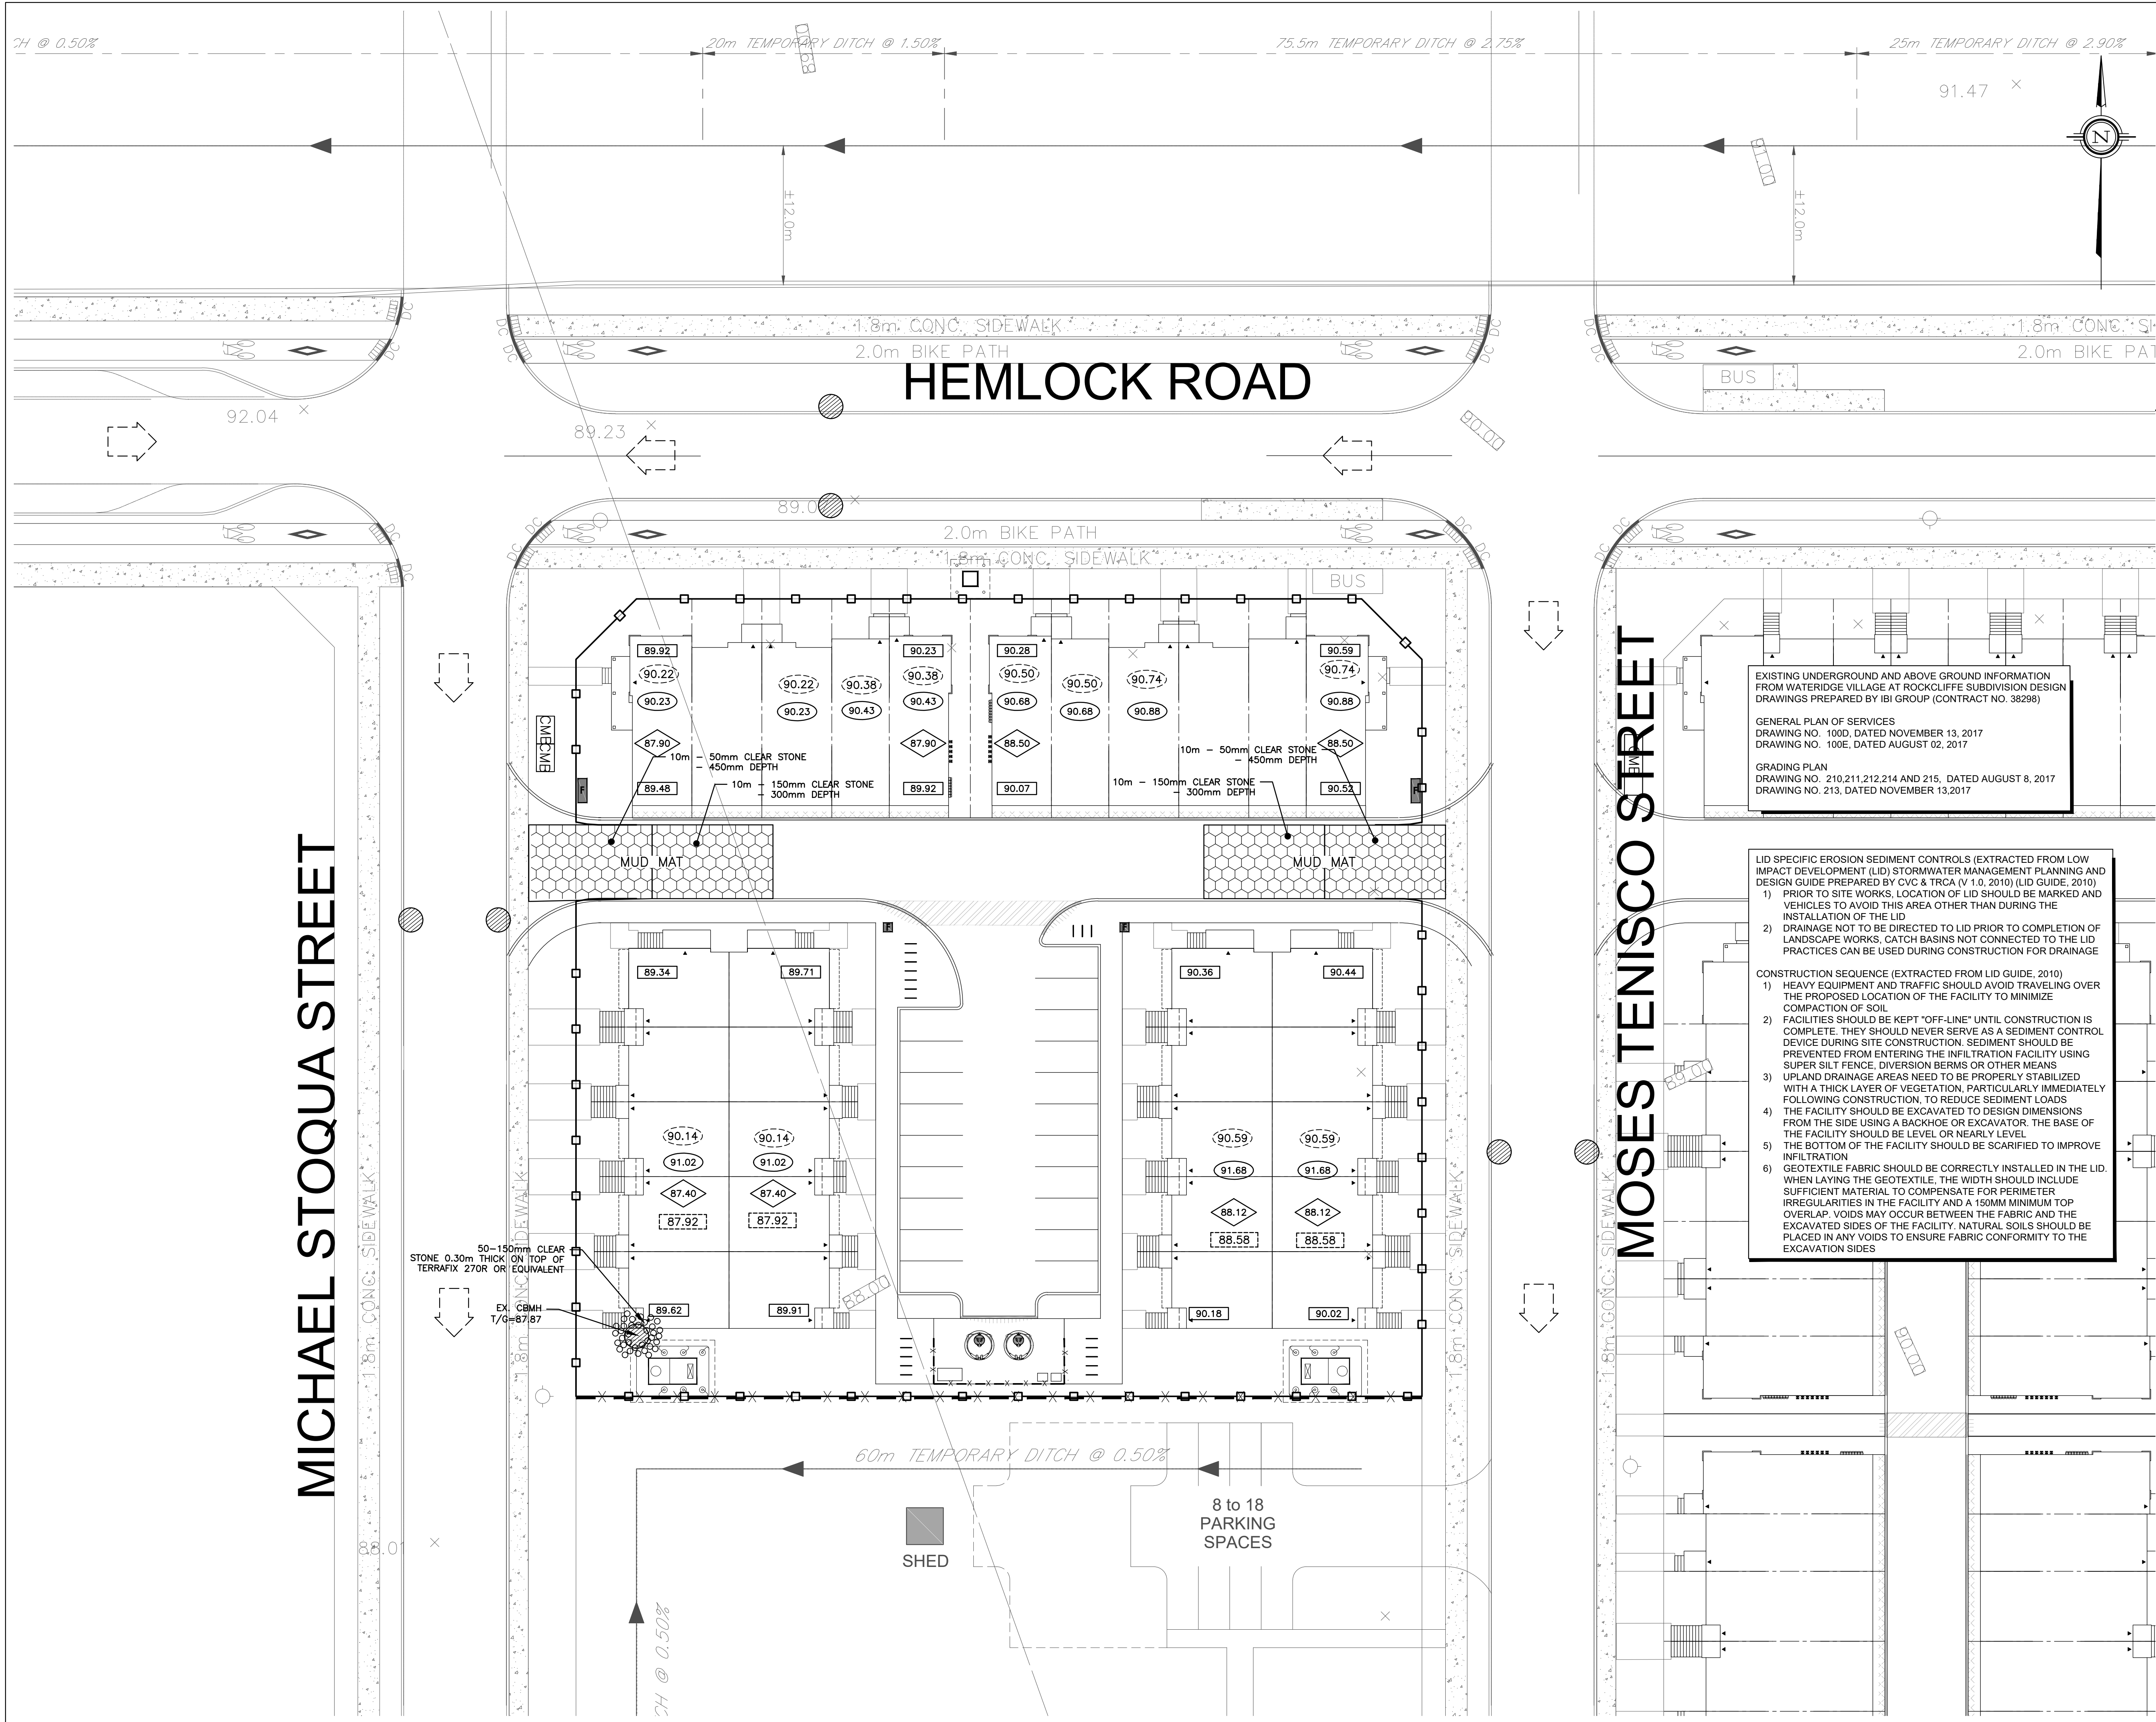 CH @ 0.50%
20m TEMPORARY DITCH @ 1.50%
75.5m TEMPORARY DITCH @ 2.75%
25m TEMPORARY DITCH @ 2.90%
91.47
N
91.00
±12.0m
±12.0m
DC
DC
DC
DC
DC
DC
DC
DC
1.8m CONC. SIDEWALK
2.0m BIKE PATH
1.8m CONC. SI
2.0m BIKE PAT
HEMLOCK ROAD
BUS
92.04
89.23
90.00
2.0m BIKE PATH
1.8m CONC. SIDEWALK
DC
DC
DC
DC
DC
DC
DC
DC
BUS
89.92
90.23
90.28
90.59
90.22
90.22
90.38
90.38
90.50
90.50
90.74
90.74
90.23
90.23
90.43
90.43
90.68
90.68
90.88
90.88
87.90
87.90
88.50
88.50
CMB
CMB
10m - 50mm CLEAR STONE
- 450mm DEPTH
10m - 150mm CLEAR STONE
- 300mm DEPTH
10m - 50mm CLEAR STONE
- 450mm DEPTH
10m - 150mm CLEAR STONE
- 300mm DEPTH
89.48
89.92
90.07
90.52
F
F
MUD MAT
MUD MAT
F
F
89.34
89.71
90.36
90.44
90.14
90.14
90.59
90.59
91.02
91.02
91.68
91.68
87.40
87.40
88.12
88.12
87.92
87.92
88.58
88.58
50-150mm CLEAR
STONE 0.30m THICK ON TOP OF
TERRAFIX 270R OR EQUIVALENT
EX. CBMH
T/G=87.87
89.62
89.91
90.18
90.02
88.00
MICHAEL STOQUA STREET
1.8m CONC. SIDEWALK
1.8m CONC. SIDEWALK
1.8m CONC. SIDEWALK
1.8m CONC. SIDEWALK
MOSES TENISCO STREET
EXISTING UNDERGROUND AND ABOVE GROUND INFORMATION
FROM WATERIDGE VILLAGE AT ROCKCLIFFE SUBDIVISION DESIGN
DRAWINGS PREPARED BY IBI GROUP (CONTRACT NO. 38298)
GENERAL PLAN OF SERVICES
DRAWING NO. 100D, DATED NOVEMBER 13, 2017
DRAWING NO. 100E, DATED AUGUST 02, 2017
GRADING PLAN
DRAWING NO. 210,211,212,214 AND 215, DATED AUGUST 8, 2017
DRAWING NO. 213, DATED NOVEMBER 13,2017
LID SPECIFIC EROSION SEDIMENT CONTROLS (EXTRACTED FROM LOW
IMPACT DEVELOPMENT (LID) STORMWATER MANAGEMENT PLANNING AND
DESIGN GUIDE PREPARED BY CVC & TRCA (V 1.0, 2010) (LID GUIDE, 2010)
1) PRIOR TO SITE WORKS, LOCATION OF LID SHOULD BE MARKED AND
VEHICLES TO AVOID THIS AREA OTHER THAN DURING THE
INSTALLATION OF THE LID
2) DRAINAGE NOT TO BE DIRECTED TO LID PRIOR TO COMPLETION OF
LANDSCAPE WORKS, CATCH BASINS NOT CONNECTED TO THE LID
PRACTICES CAN BE USED DURING CONSTRUCTION FOR DRAINAGE
CONSTRUCTION SEQUENCE (EXTRACTED FROM LID GUIDE, 2010)
1) HEAVY EQUIPMENT AND TRAFFIC SHOULD AVOID TRAVELING OVER
THE PROPOSED LOCATION OF THE FACILITY TO MINIMIZE
COMPACTION OF SOIL
2) FACILITIES SHOULD BE KEPT "OFF-LINE" UNTIL CONSTRUCTION IS
COMPLETE. THEY SHOULD NEVER SERVE AS A SEDIMENT CONTROL
DEVICE DURING SITE CONSTRUCTION. SEDIMENT SHOULD BE
PREVENTED FROM ENTERING THE INFILTRATION FACILITY USING
SUPER SILT FENCE, DIVERSION BERMS OR OTHER MEANS
3) UPLAND DRAINAGE AREAS NEED TO BE PROPERLY STABILIZED
WITH A THICK LAYER OF VEGETATION, PARTICULARLY IMMEDIATELY
FOLLOWING CONSTRUCTION, TO REDUCE SEDIMENT LOADS
4) THE FACILITY SHOULD BE EXCAVATED TO DESIGN DIMENSIONS
FROM THE SIDE USING A BACKHOE OR EXCAVATOR. THE BASE OF
THE FACILITY SHOULD BE LEVEL OR NEARLY LEVEL
5) THE BOTTOM OF THE FACILITY SHOULD BE SCARIFIED TO IMPROVE
INFILTRATION
6) GEOTEXTILE FABRIC SHOULD BE CORRECTLY INSTALLED IN THE LID.
WHEN LAYING THE GEOTEXTILE, THE WIDTH SHOULD INCLUDE
SUFFICIENT MATERIAL TO COMPENSATE FOR PERIMETER
IRREGULARITIES IN THE FACILITY AND A 150MM MINIMUM TOP
OVERLAP. VOIDS MAY OCCUR BETWEEN THE FABRIC AND THE
EXCAVATED SIDES OF THE FACILITY. NATURAL SOILS SHOULD BE
PLACED IN ANY VOIDS TO ENSURE FABRIC CONFORMITY TO THE
EXCAVATION SIDES
89.00
90.00
60m TEMPORARY DITCH @ 0.50%
SHED
8 to 18
PARKING
SPACES
CH @ 0.50%